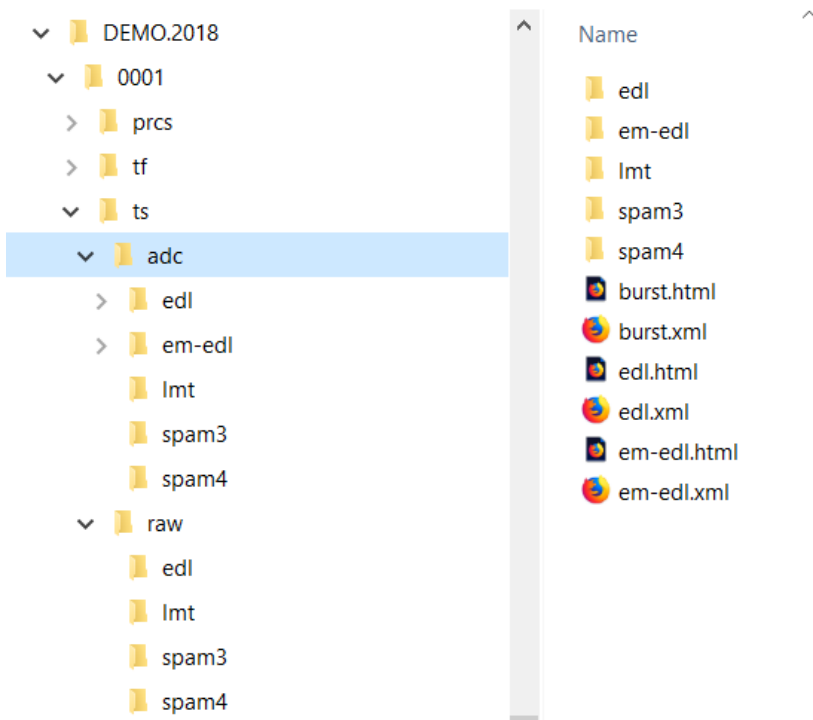 DEMO.2018
0001
prcs
tf
ts
adc
edl
em-edl
lmt
spam3
spam4
raw
edl
lmt
spam3
spam4
Name
edl
em-edl
lmt
spam3
spam4
burst.html
burst.xml
edl.html
edl.xml
em-edl.html
em-edl.xml